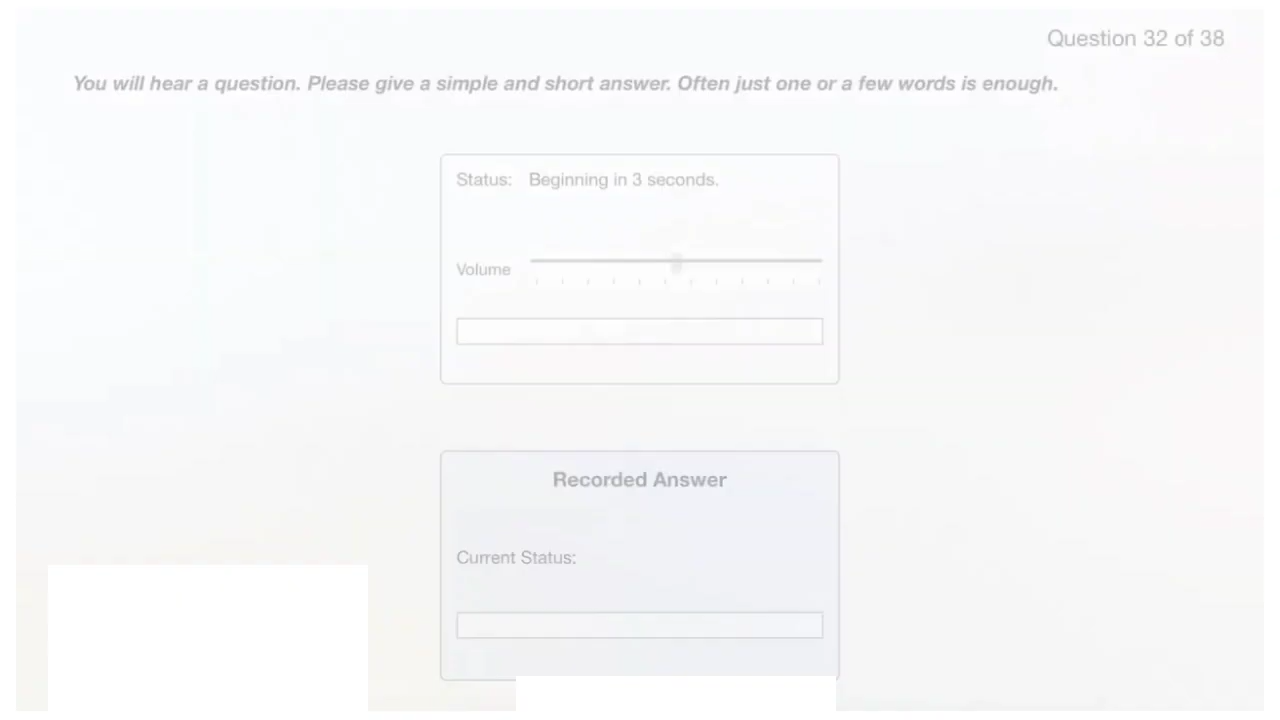 Question 32 of 38
You will hear a question. Please give a simple and short answer. Often just one or a few words is enough.
Status: Beginning in 3 seconds.
Volume
Recorded Answer
Current Status: